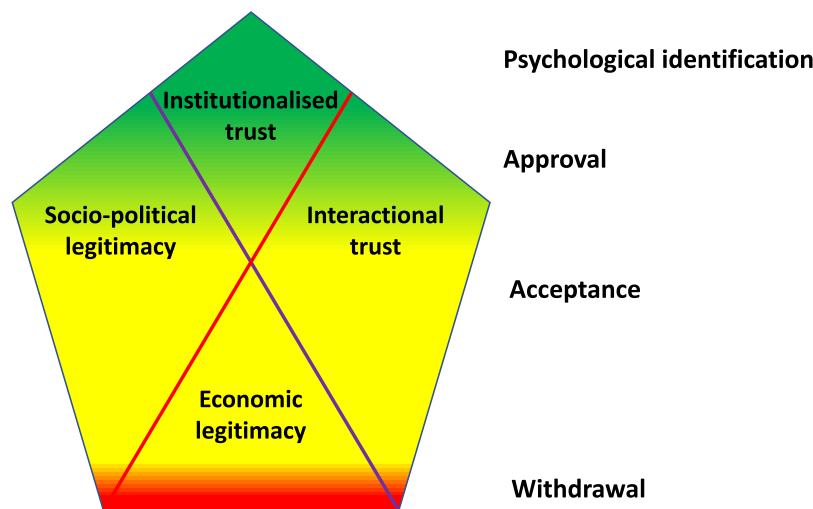 Psychological identification
Institutionalised
trust
Approval
Socio-political
legitimacy
Interactional
trust
Acceptance
Economic
legitimacy
Withdrawal